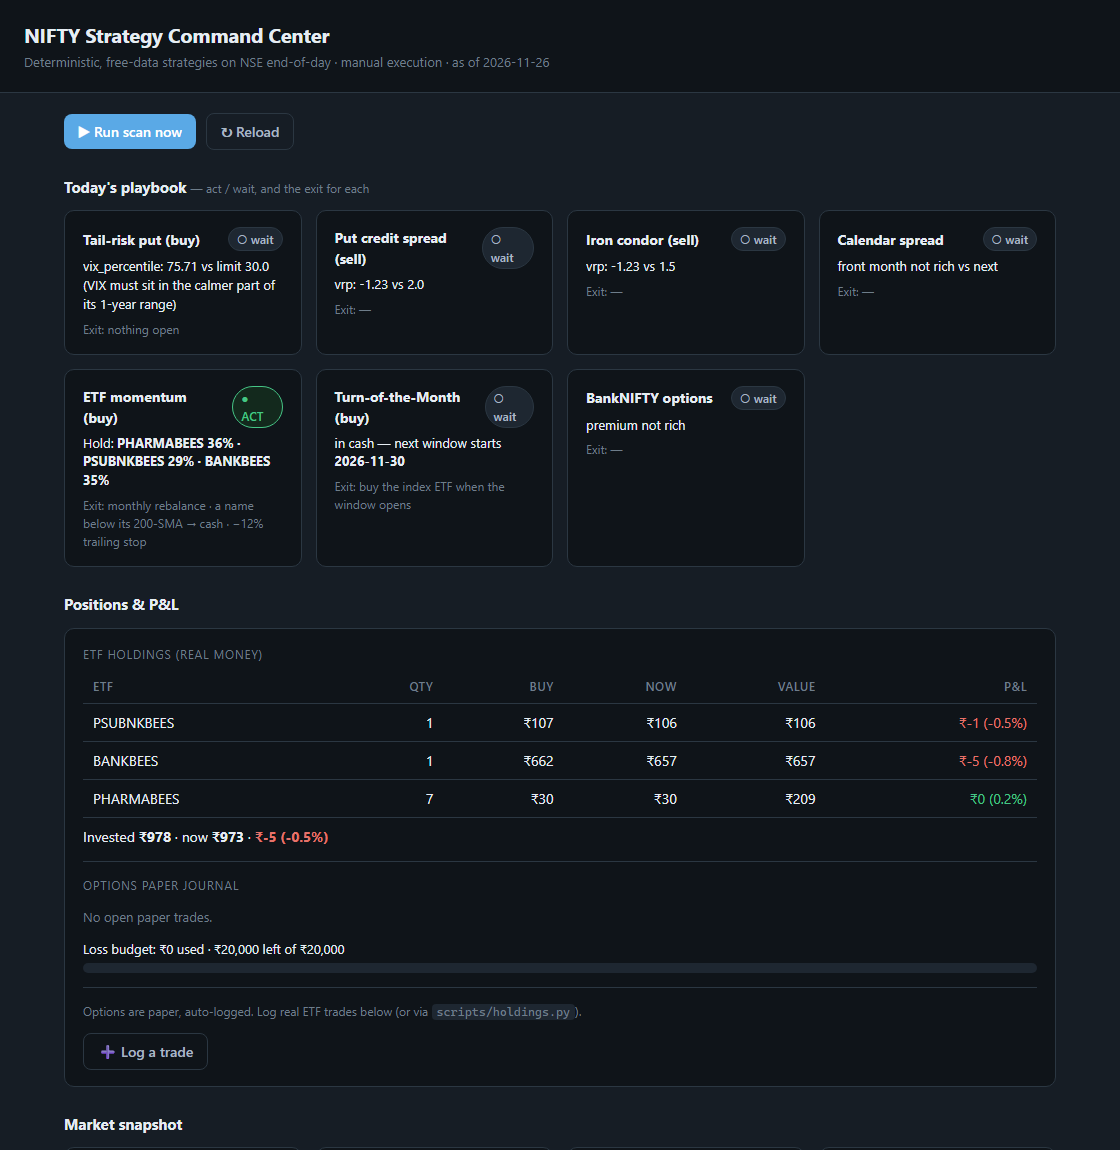 NIFTY Strategy Command Center
Deterministic, free-data strategies on NSE end-of-day · manual execution · as of 2026-11-26
▶ Run scan now
↻ Reload
Today's playbook — act / wait, and the exit for each
Tail-risk put (buy)
○ wait
vix_percentile: 75.71 vs limit 30.0
(VIX must sit in the calmer part of
its 1-year range)
Exit: nothing open
Put credit spread
(sell)
○
wait
vrp: -1.23 vs 2.0
Exit: —
Iron condor (sell)
○ wait
vrp: -1.23 vs 1.5
Exit: —
Calendar spread
○ wait
front month not rich vs next
Exit: —
ETF momentum
(buy)
●
ACT
Hold: PHARMABEES 36% ·
PSUBNKBEES 29% · BANKBEES
35%
Exit: monthly rebalance · a name
below its 200-SMA → cash · −12%
trailing stop
Turn-of-the-Month
(buy)
○
wait
in cash — next window starts
2026-11-30
Exit: buy the index ETF when the
window opens
BankNIFTY options
○ wait
premium not rich
Exit: —
Positions & P&L
ETF HOLDINGS (REAL MONEY)
ETF QTY BUY NOW VALUE P&L
PSUBNKBEES 1 ₹107 ₹106 ₹106 ₹-1 (-0.5%)
BANKBEES 1 ₹662 ₹657 ₹657 ₹-5 (-0.8%)
PHARMABEES 7 ₹30 ₹30 ₹209 ₹0 (0.2%)
Invested ₹978 · now ₹973 · ₹-5 (-0.5%)
OPTIONS PAPER JOURNAL
No open paper trades.
Loss budget: ₹0 used · ₹20,000 left of ₹20,000
Options are paper, auto-logged. Log real ETF trades below (or via scripts/holdings.py).
➕ Log a trade
Market snapshot